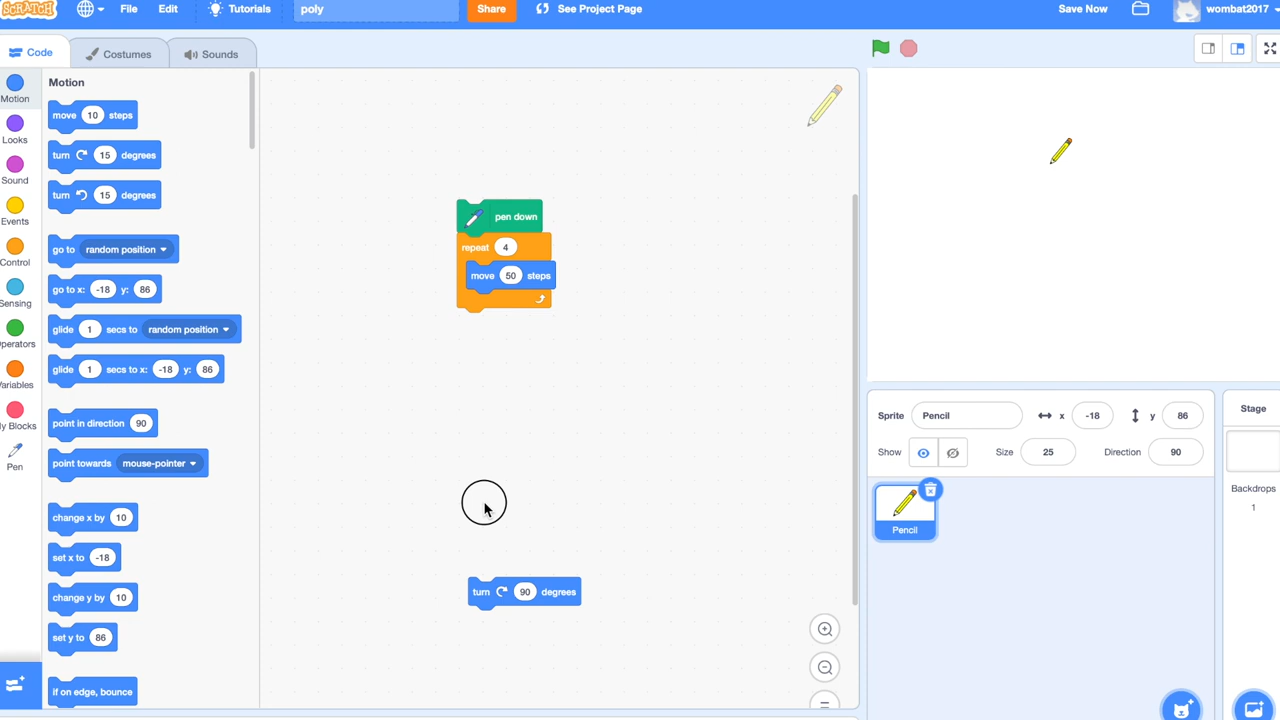 SCRATCH File Edit Tutorials poly Share See Project Page Save Now wombat2017
Code Costumes Sounds
Motion
Looks
Sound
Events
Control
Sensing
Operators
Variables
My Blocks
Pen
Motion
move 10 steps
turn 15 degrees
turn 15 degrees
go to random position
go to x: -18 y: 86
glide 1 secs to random position
glide 1 secs to x: -18 y: 86
point in direction 90
point towards mouse-pointer
change x by 10
set x to -18
change y by 10
set y to 86
if on edge, bounce
pen down
repeat 4
move 50 steps
turn 90 degrees
Sprite Pencil x -18 y 86
Show Size 25 Direction 90
Pencil
Stage
Backdrops
1